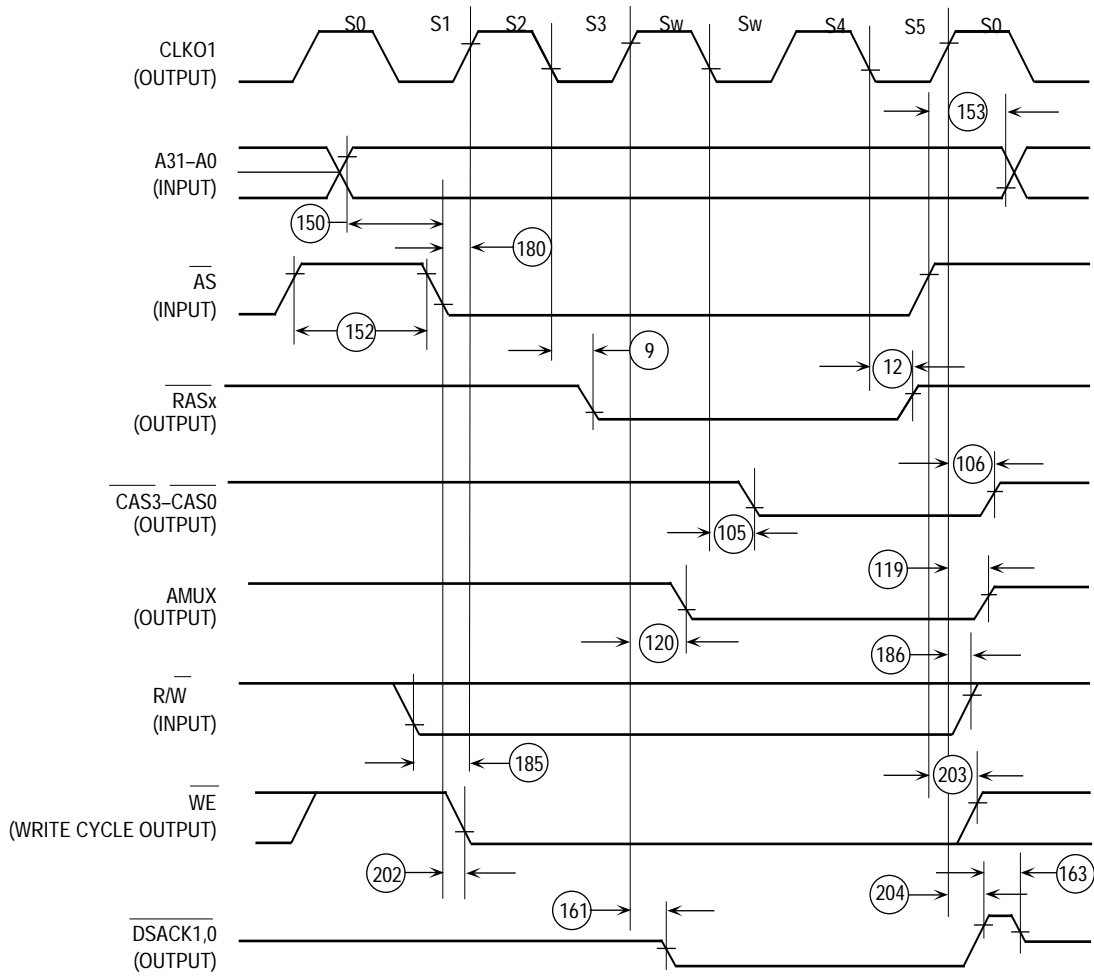 S0 S1 S2 S3 Sw Sw S4 S5 S0
CLKO1
(OUTPUT)
153
A31–A0
(INPUT)
150
180
AS
(INPUT)
152
9
12
RASx
(OUTPUT)
106
CAS3–CAS0
(OUTPUT)
105
119
AMUX
(OUTPUT)
120
186
R/W
(INPUT)
185
203
WE
(WRITE CYCLE OUTPUT)
202
163
204
161
DSACK1,0
(OUTPUT)